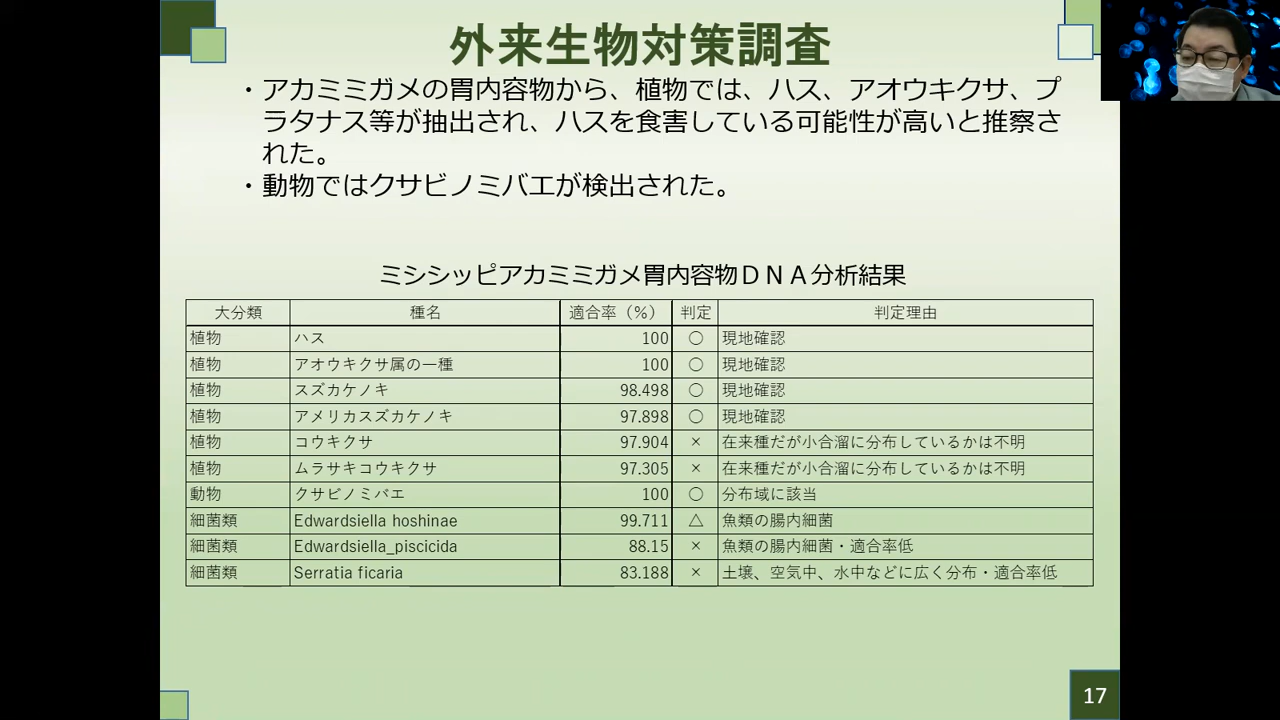 外来生物対策調査
・アカミミガメの胃内容物から、植物では、ハス、アオウキクサ、プ
ラタナス等が抽出され、ハスを食害している可能性が高いと推察さ
れた。
・動物ではクサビノミバエが検出された。
ミシシッピアカミミガメ胃内容物ＤＮＡ分析結果
大分類 種名 適合率（%） 判定 判定理由
植物 ハス 100 ○ 現地確認
植物 アオウキクサ属の一種 100 ○ 現地確認
植物 スズカケノキ 98.498 ○ 現地確認
植物 アメリカスズカケノキ 97.898 ○ 現地確認
植物 コウキクサ 97.904 × 在来種だが小合溜に分布しているかは不明
植物 ムラサキコウキクサ 97.305 × 在来種だが小合溜に分布しているかは不明
動物 クサビノミバエ 100 ○ 分布域に該当
細菌類 Edwardsiella hoshinae 99.711 △ 魚類の腸内細菌
細菌類 Edwardsiella_piscicida 88.15 × 魚類の腸内細菌・適合率低
細菌類 Serratia ficaria 83.188 × 土壌、空気中、水中などに広く分布・適合率低
17